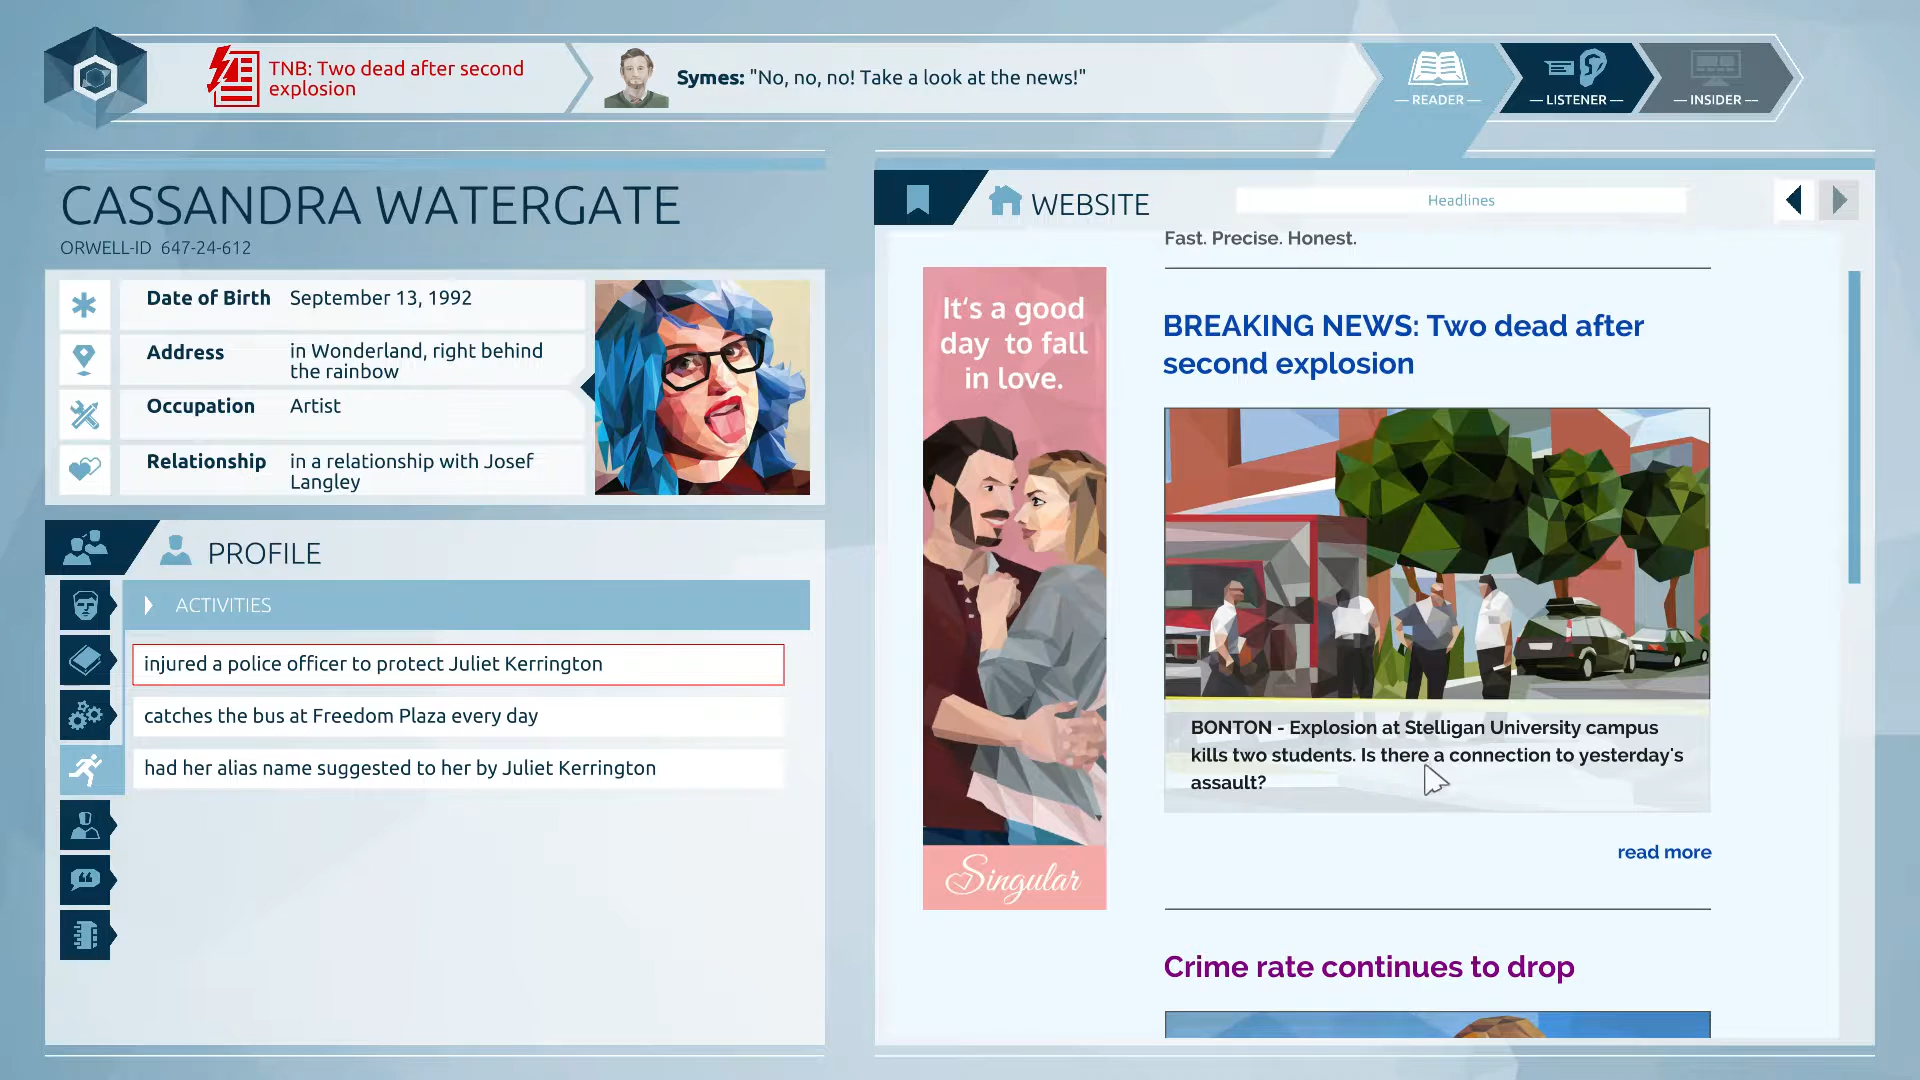 TNB: Two dead after second
explosion
Symes: "No, no, no! Take a look at the news!"
— READER —
— LISTENER —
— INSIDER —
CASSANDRA WATERGATE
ORWELL-ID 647-24-612
Date of Birth September 13, 1992
Address in Wonderland, right behind
the rainbow
Occupation Artist
Relationship in a relationship with Josef
Langley
PROFILE
ACTIVITIES
injured a police officer to protect Juliet Kerrington
catches the bus at Freedom Plaza every day
had her alias name suggested to her by Juliet Kerrington
WEBSITE
Headlines
Fast. Precise. Honest.
It's a good
day to fall
in love.
Singular
BREAKING NEWS: Two dead after
second explosion
BONTON - Explosion at Stelligan University campus
kills two students. Is there a connection to yesterday's
assault?
read more
Crime rate continues to drop